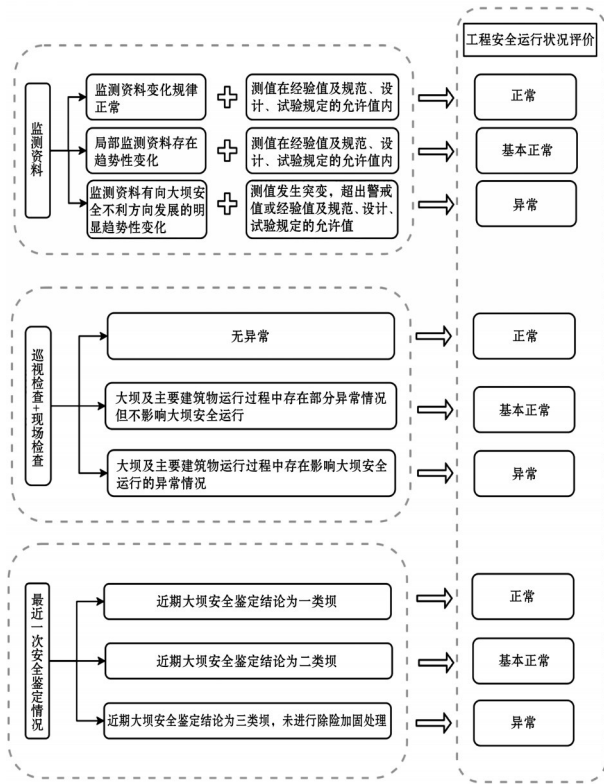 工程安全运行状况评价
监测资料
监测资料变化规律
正常
测值在经验值及规范、设
计、试验规定的允许值内
正常
局部监测资料存在
趋势性变化
测值在经验值及规范、设
计、试验规定的允许值内
基本正常
监测资料有向大坝安
全不利方向发展的明
显趋势性变化
测值发生突变，超出警戒
值或经验值及规范、设计、
试验规定的允许值
异常
巡视检查+现场检查
无异常
正常
大坝及主要建筑物运行过程中存在部分异常情况
但不影响大坝安全运行
基本正常
大坝及主要建筑物运行过程中存在影响大坝安全
运行的异常情况
异常
最近一次安全鉴定情况
近期大坝安全鉴定结论为一类坝
正常
近期大坝安全鉴定结论为二类坝
基本正常
近期大坝安全鉴定结论为三类坝，未进行除险加固处理
异常